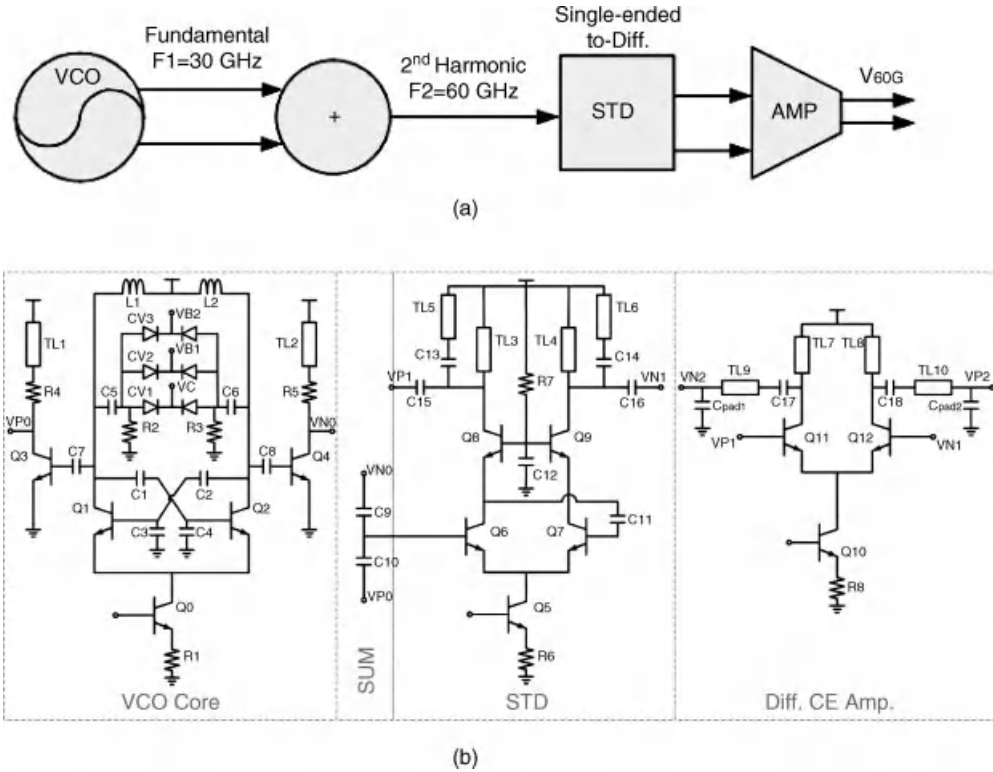 Fundamental
F1=30 GHz
2nd Harmonic
F2=60 GHz
Single-ended
to-Diff.
VCO
+
STD
AMP
V60G
(a)
L1
L2
CV3
VB2
CV2
VB1
CV1
VC
TL1
TL2
R4
R5
C5
C6
R2
R3
VP0
VN0
Q3
C7
C8
Q4
C1
C2
Q1
Q2
C3
C4
Q0
R1
VCO Core
VN0
C9
C10
VP0
SUM
TL5
TL6
TL3
TL4
C13
C14
R7
VP1
VN1
C15
C16
Q8
Q9
C12
C11
Q6
Q7
Q5
R6
STD
TL7
TL8
VN2
TL9
TL10
VP2
Cpad1
C17
C18
Cpad2
VP1
Q11
Q12
VN1
Q10
R8
Diff. CE Amp.
(b)